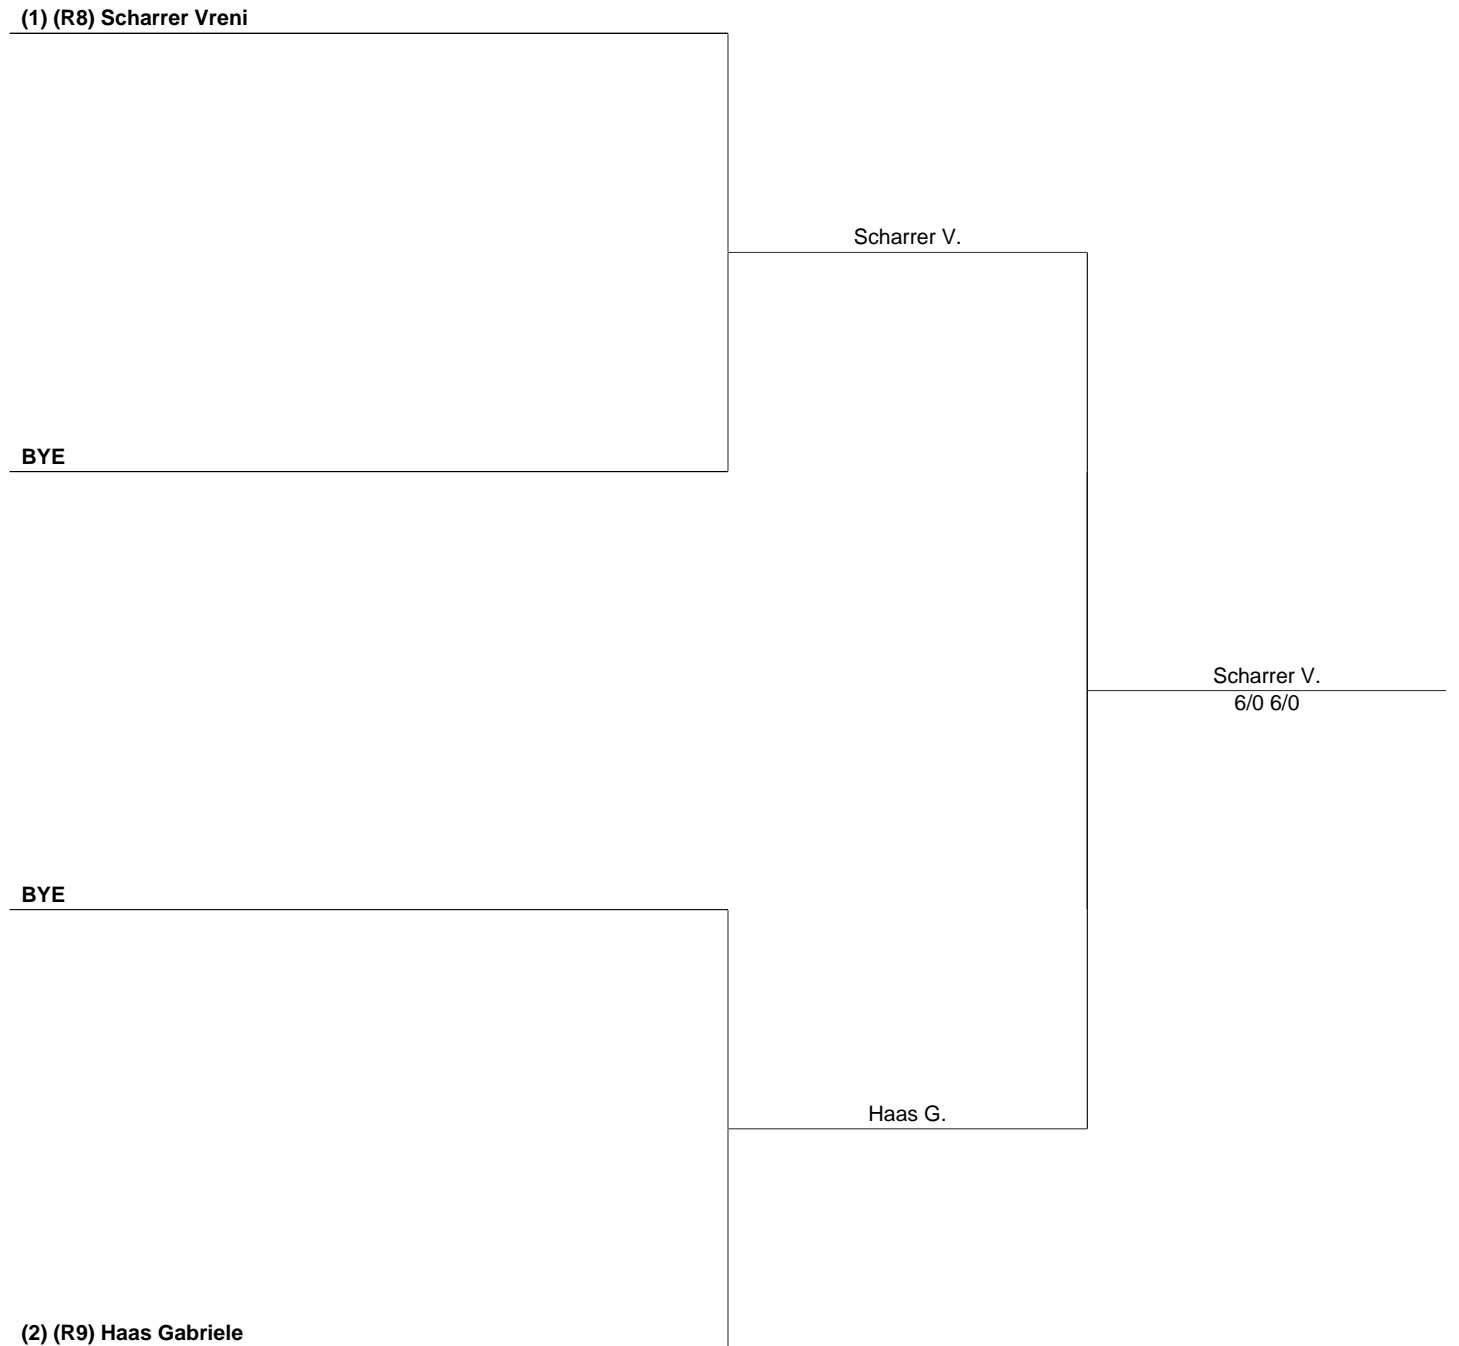 (1) (R8) Scharrer Vreni
Scharrer V.
BYE
Scharrer V.
6/0 6/0
BYE
Haas G.
(2) (R9) Haas Gabriele